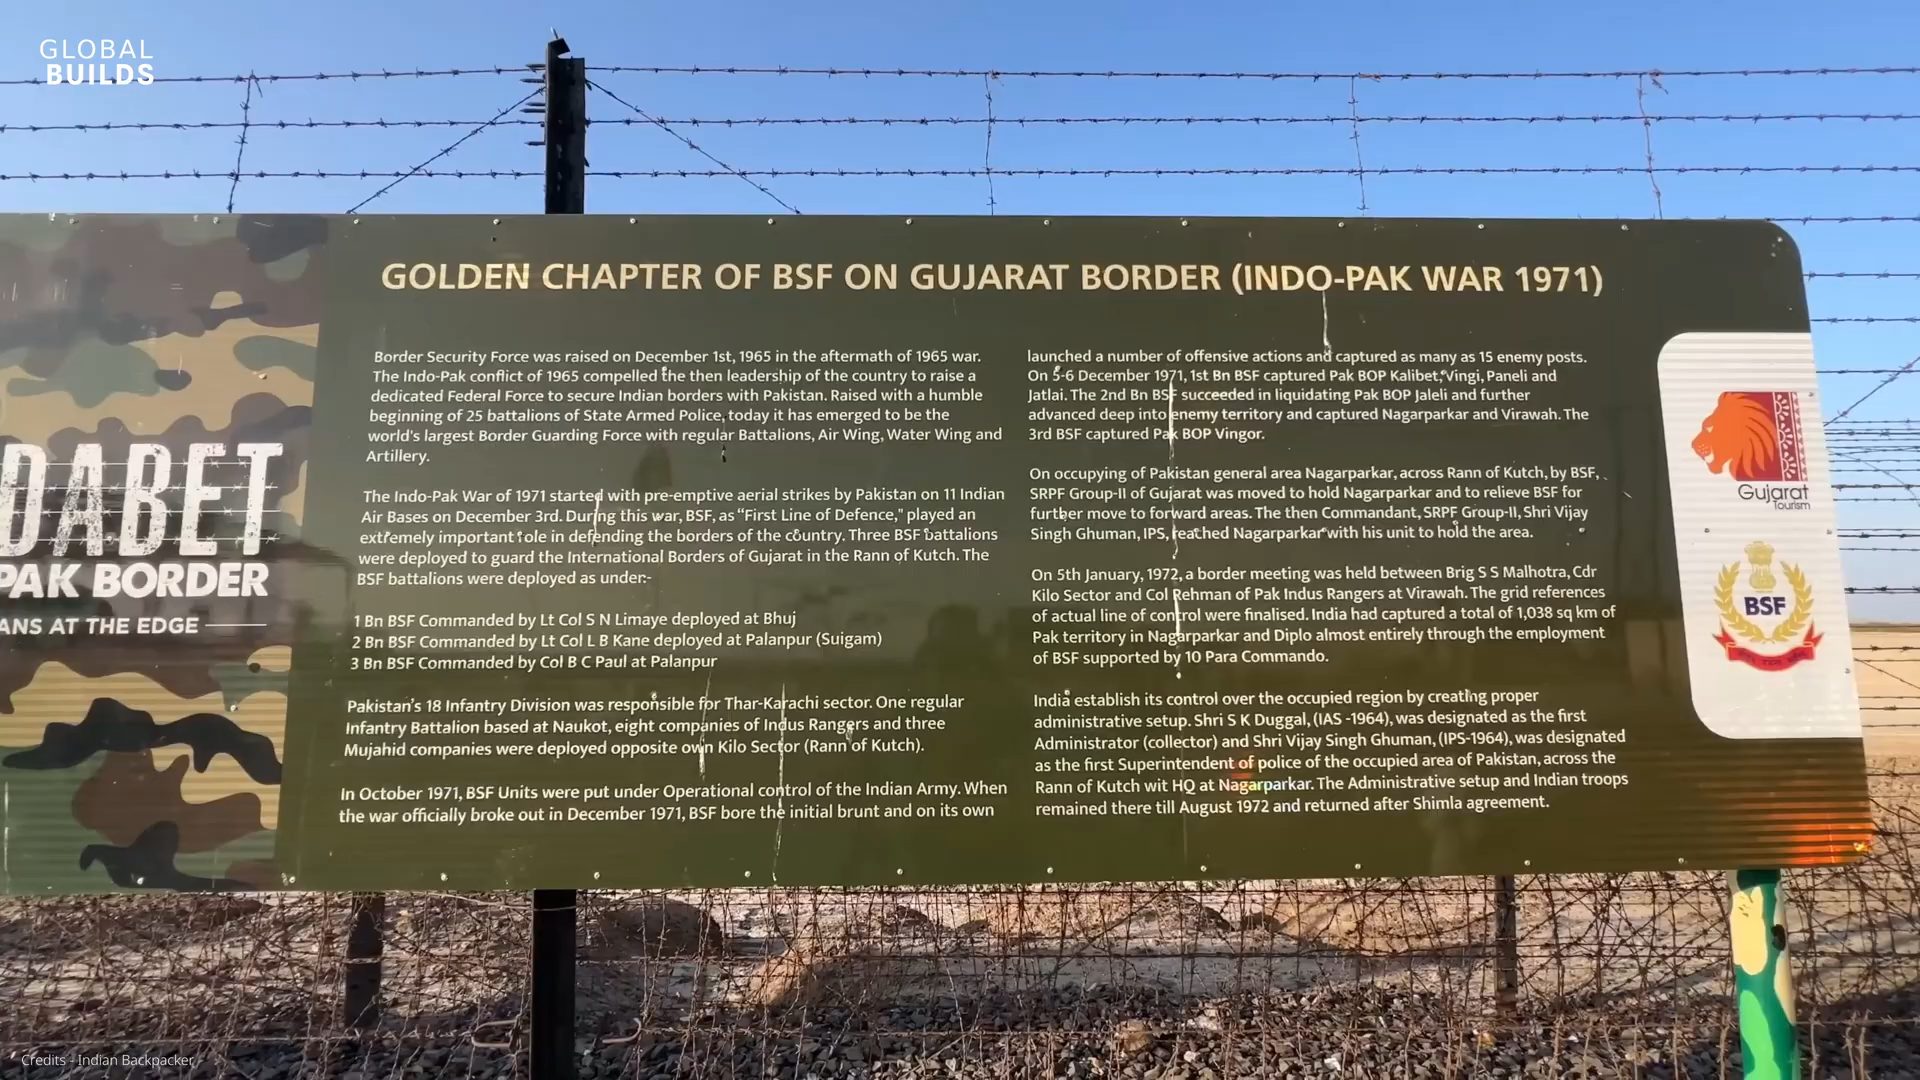 GLOBAL
BUILDS
DABET
PAK BORDER
ANS AT THE EDGE
GOLDEN CHAPTER OF BSF ON GUJARAT BORDER (INDO-PAK WAR 1971)
Border Security Force was raised on December 1st, 1965 in the aftermath of 1965 war.
The Indo-Pak conflict of 1965 compelled the then leadership of the country to raise a
dedicated Federal Force to secure Indian borders with Pakistan. Raised with a humble
beginning of 25 battalions of State Armed Police, today it has emerged to be the
world's largest Border Guarding Force with regular Battalions, Air Wing, Water Wing and
Artillery.
The Indo-Pak War of 1971 started with pre-emptive aerial strikes by Pakistan on 11 Indian
Air Bases on December 3rd. During this war, BSF, as “First Line of Defence,” played an
extremely important role in defending the borders of the country. Three BSF battalions
were deployed to guard the International Borders of Gujarat in the Rann of Kutch. The
BSF battalions were deployed as under:-
1 Bn BSF Commanded by Lt Col S N Limaye deployed at Bhuj
2 Bn BSF Commanded by Lt Col L B Kane deployed at Palanpur (Suigam)
3 Bn BSF Commanded by Col B C Paul at Palanpur
Pakistan's 18 Infantry Division was responsible for Thar-Karachi sector. One regular
Infantry Battalion based at Naukot, eight companies of Indus Rangers and three
Mujahid companies were deployed opposite own Kilo Sector (Rann of Kutch).
In October 1971, BSF Units were put under Operational control of the Indian Army. When
the war officially broke out in December 1971, BSF bore the initial brunt and on its own
launched a number of offensive actions and captured as many as 15 enemy posts.
On 5-6 December 1971, 1st Bn BSF captured Pak BOP Kalibet, Vingi, Paneli and
Jatlai. The 2nd Bn BSF succeeded in liquidating Pak BOP Jaleli and further
advanced deep into enemy territory and captured Nagarparkar and Virawah. The
3rd BSF captured Pak BOP Vingor.
On occupying of Pakistan general area Nagarparkar, across Rann of Kutch, by BSF,
SRPF Group-II of Gujarat was moved to hold Nagarparkar and to relieve BSF for
further move to forward areas. The then Commandant, SRPF Group-II, Shri Vijay
Singh Ghuman, IPS, reached Nagarparkar with his unit to hold the area.
On 5th January, 1972, a border meeting was held between Brig S S Malhotra, Cdr
Kilo Sector and Col Rehman of Pak Indus Rangers at Virawah. The grid references
of actual line of control were finalised. India had captured a total of 1,038 sq km of
Pak territory in Nagarparkar and Diplo almost entirely through the employment
of BSF supported by 10 Para Commando.
India establish its control over the occupied region by creating proper
administrative setup. Shri S K Duggal, (IAS -1964), was designated as the first
Administrator (collector) and Shri Vijay Singh Ghuman, (IPS-1964), was designated
as the first Superintendent of police of the occupied area of Pakistan, across the
Rann of Kutch wit HQ at Nagarparkar. The Administrative setup and Indian troops
remained there till August 1972 and returned after Shimla agreement.
Gujarat
Tourism
BSF
Credits - Indian Backpacker